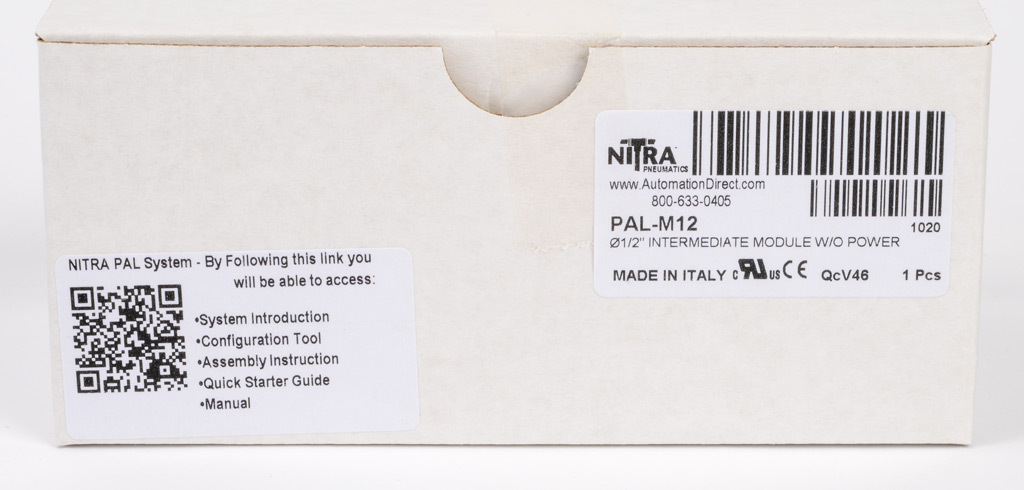 NITRA
PNEUMATICS
www.AutomationDirect.com
800-633-0405
PAL-M12
1020
Ø1/2" INTERMEDIATE MODULE W/O POWER
MADE IN ITALY c RU us CE QcV46 1 Pcs
NITRA PAL System - By Following this link you
will be able to access:
•System Introduction
•Configuration Tool
•Assembly Instruction
•Quick Starter Guide
•Manual